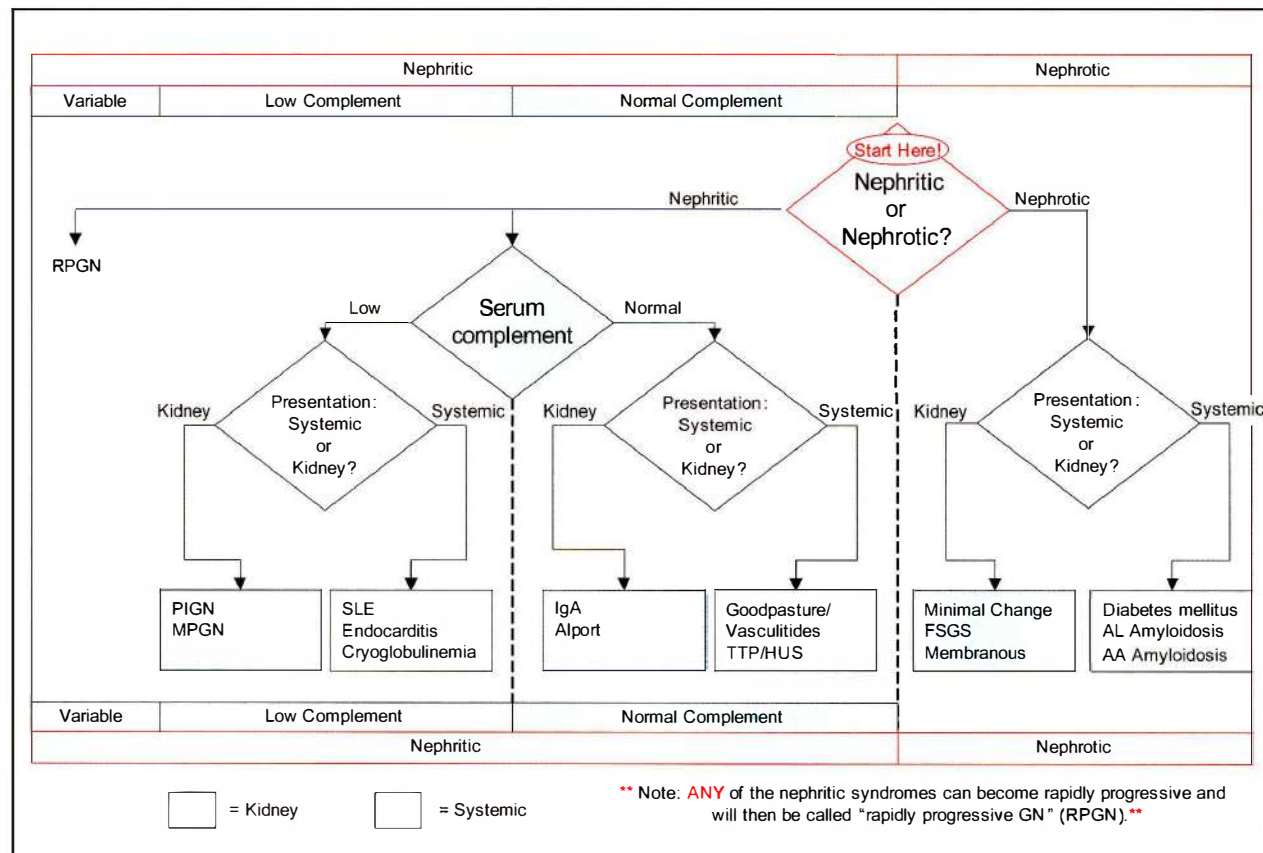 Nephritic
Nephrotic
Variable
Low Complement
Normal Complement
Start Here!
Nephritic
or
Nephrotic?
Nephritic
Nephrotic
RPGN
Serum
complement
Low
Normal
Presentation:
Systemic
or
Kidney?
Kidney
Systemic
Presentation:
Systemic
or
Kidney?
Kidney
Systemic
Presentation:
Systemic
or
Kidney?
Kidney
Systemic
PIGN
MPGN
SLE
Endocarditis
Cryoglobulinemia
IgA
Alport
Goodpasture/
Vasculitides
TTP/HUS
Minimal Change
FSGS
Membranous
Diabetes mellitus
AL Amyloidosis
AA Amyloidosis
Variable
Low Complement
Normal Complement
Nephritic
Nephrotic
= Kidney
= Systemic
** Note: ANY of the nephritic syndromes can become rapidly progressive and
will then be called “rapidly progressive GN” (RPGN).**